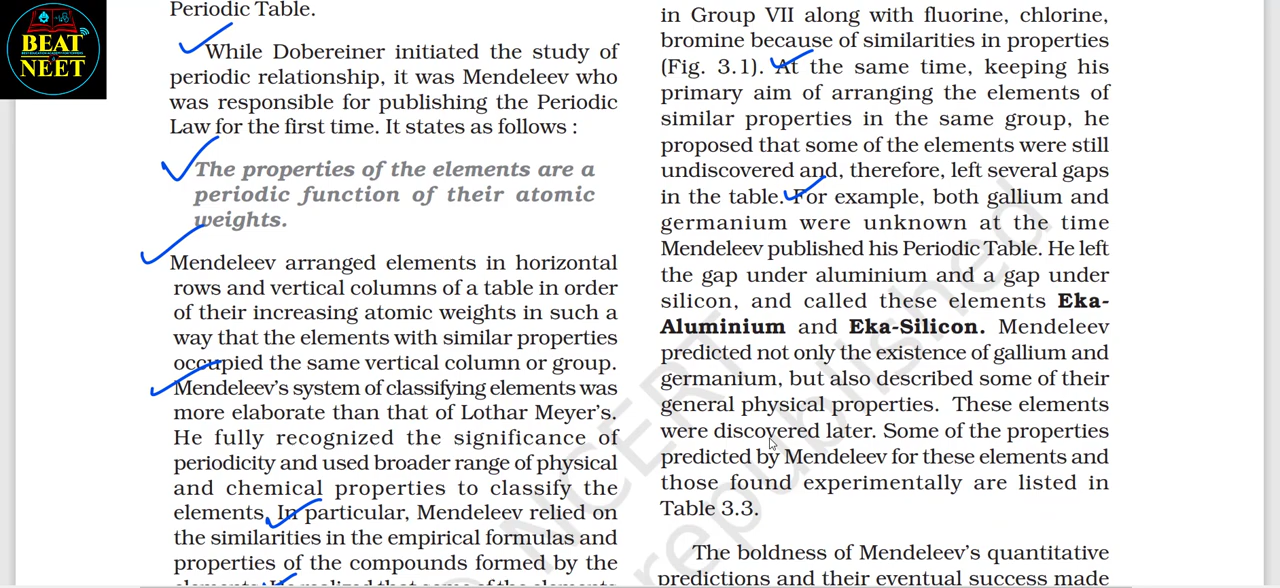 BEAT
NEET
Periodic Table.
While Dobereiner initiated the study of
periodic relationship, it was Mendeleev who
was responsible for publishing the Periodic
Law for the first time. It states as follows :
The properties of the elements are a
periodic function of their atomic
weights.
Mendeleev arranged elements in horizontal
rows and vertical columns of a table in order
of their increasing atomic weights in such a
way that the elements with similar properties
occupied the same vertical column or group.
Mendeleev's system of classifying elements was
more elaborate than that of Lothar Meyer's.
He fully recognized the significance of
periodicity and used broader range of physical
and chemical properties to classify the
elements. In particular, Mendeleev relied on
the similarities in the empirical formulas and
properties of the compounds formed by the
in Group VII along with fluorine, chlorine,
bromine because of similarities in properties
(Fig. 3.1). At the same time, keeping his
primary aim of arranging the elements of
similar properties in the same group, he
proposed that some of the elements were still
undiscovered and, therefore, left several gaps
in the table. For example, both gallium and
germanium were unknown at the time
Mendeleev published his Periodic Table. He left
the gap under aluminium and a gap under
silicon, and called these elements Eka-
Aluminium and Eka-Silicon. Mendeleev
predicted not only the existence of gallium and
germanium, but also described some of their
general physical properties. These elements
were discovered later. Some of the properties
predicted by Mendeleev for these elements and
those found experimentally are listed in
Table 3.3.
The boldness of Mendeleev's quantitative
predictions and their eventual success made
NCERT
republished